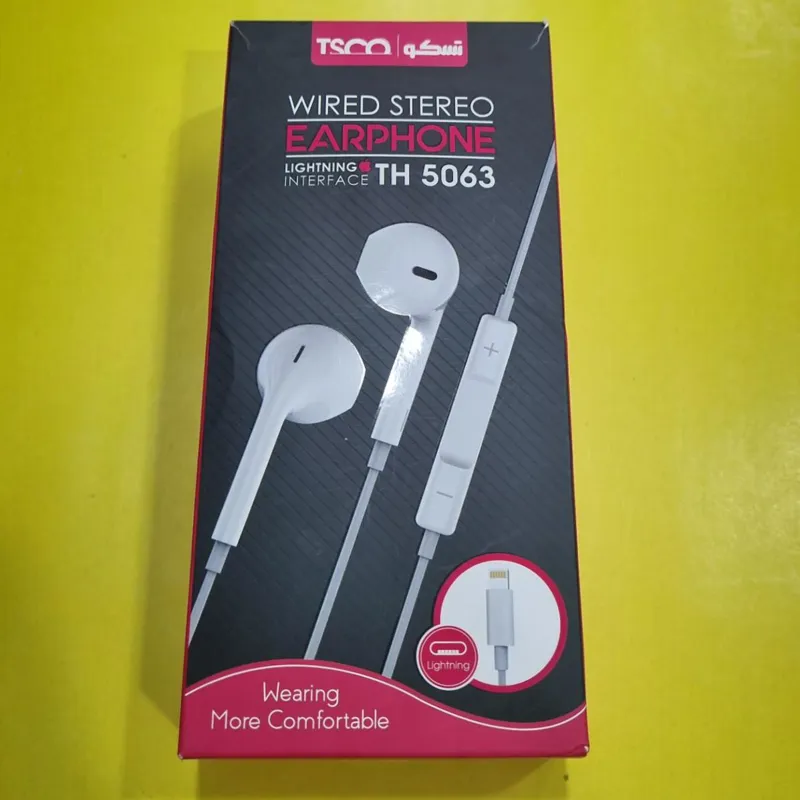 TSCO | تسکو
WIRED STEREO
EARPHONE
LIGHTNING
INTERFACE TH 5063
+
−
Lightning
Wearing
More Comfortable